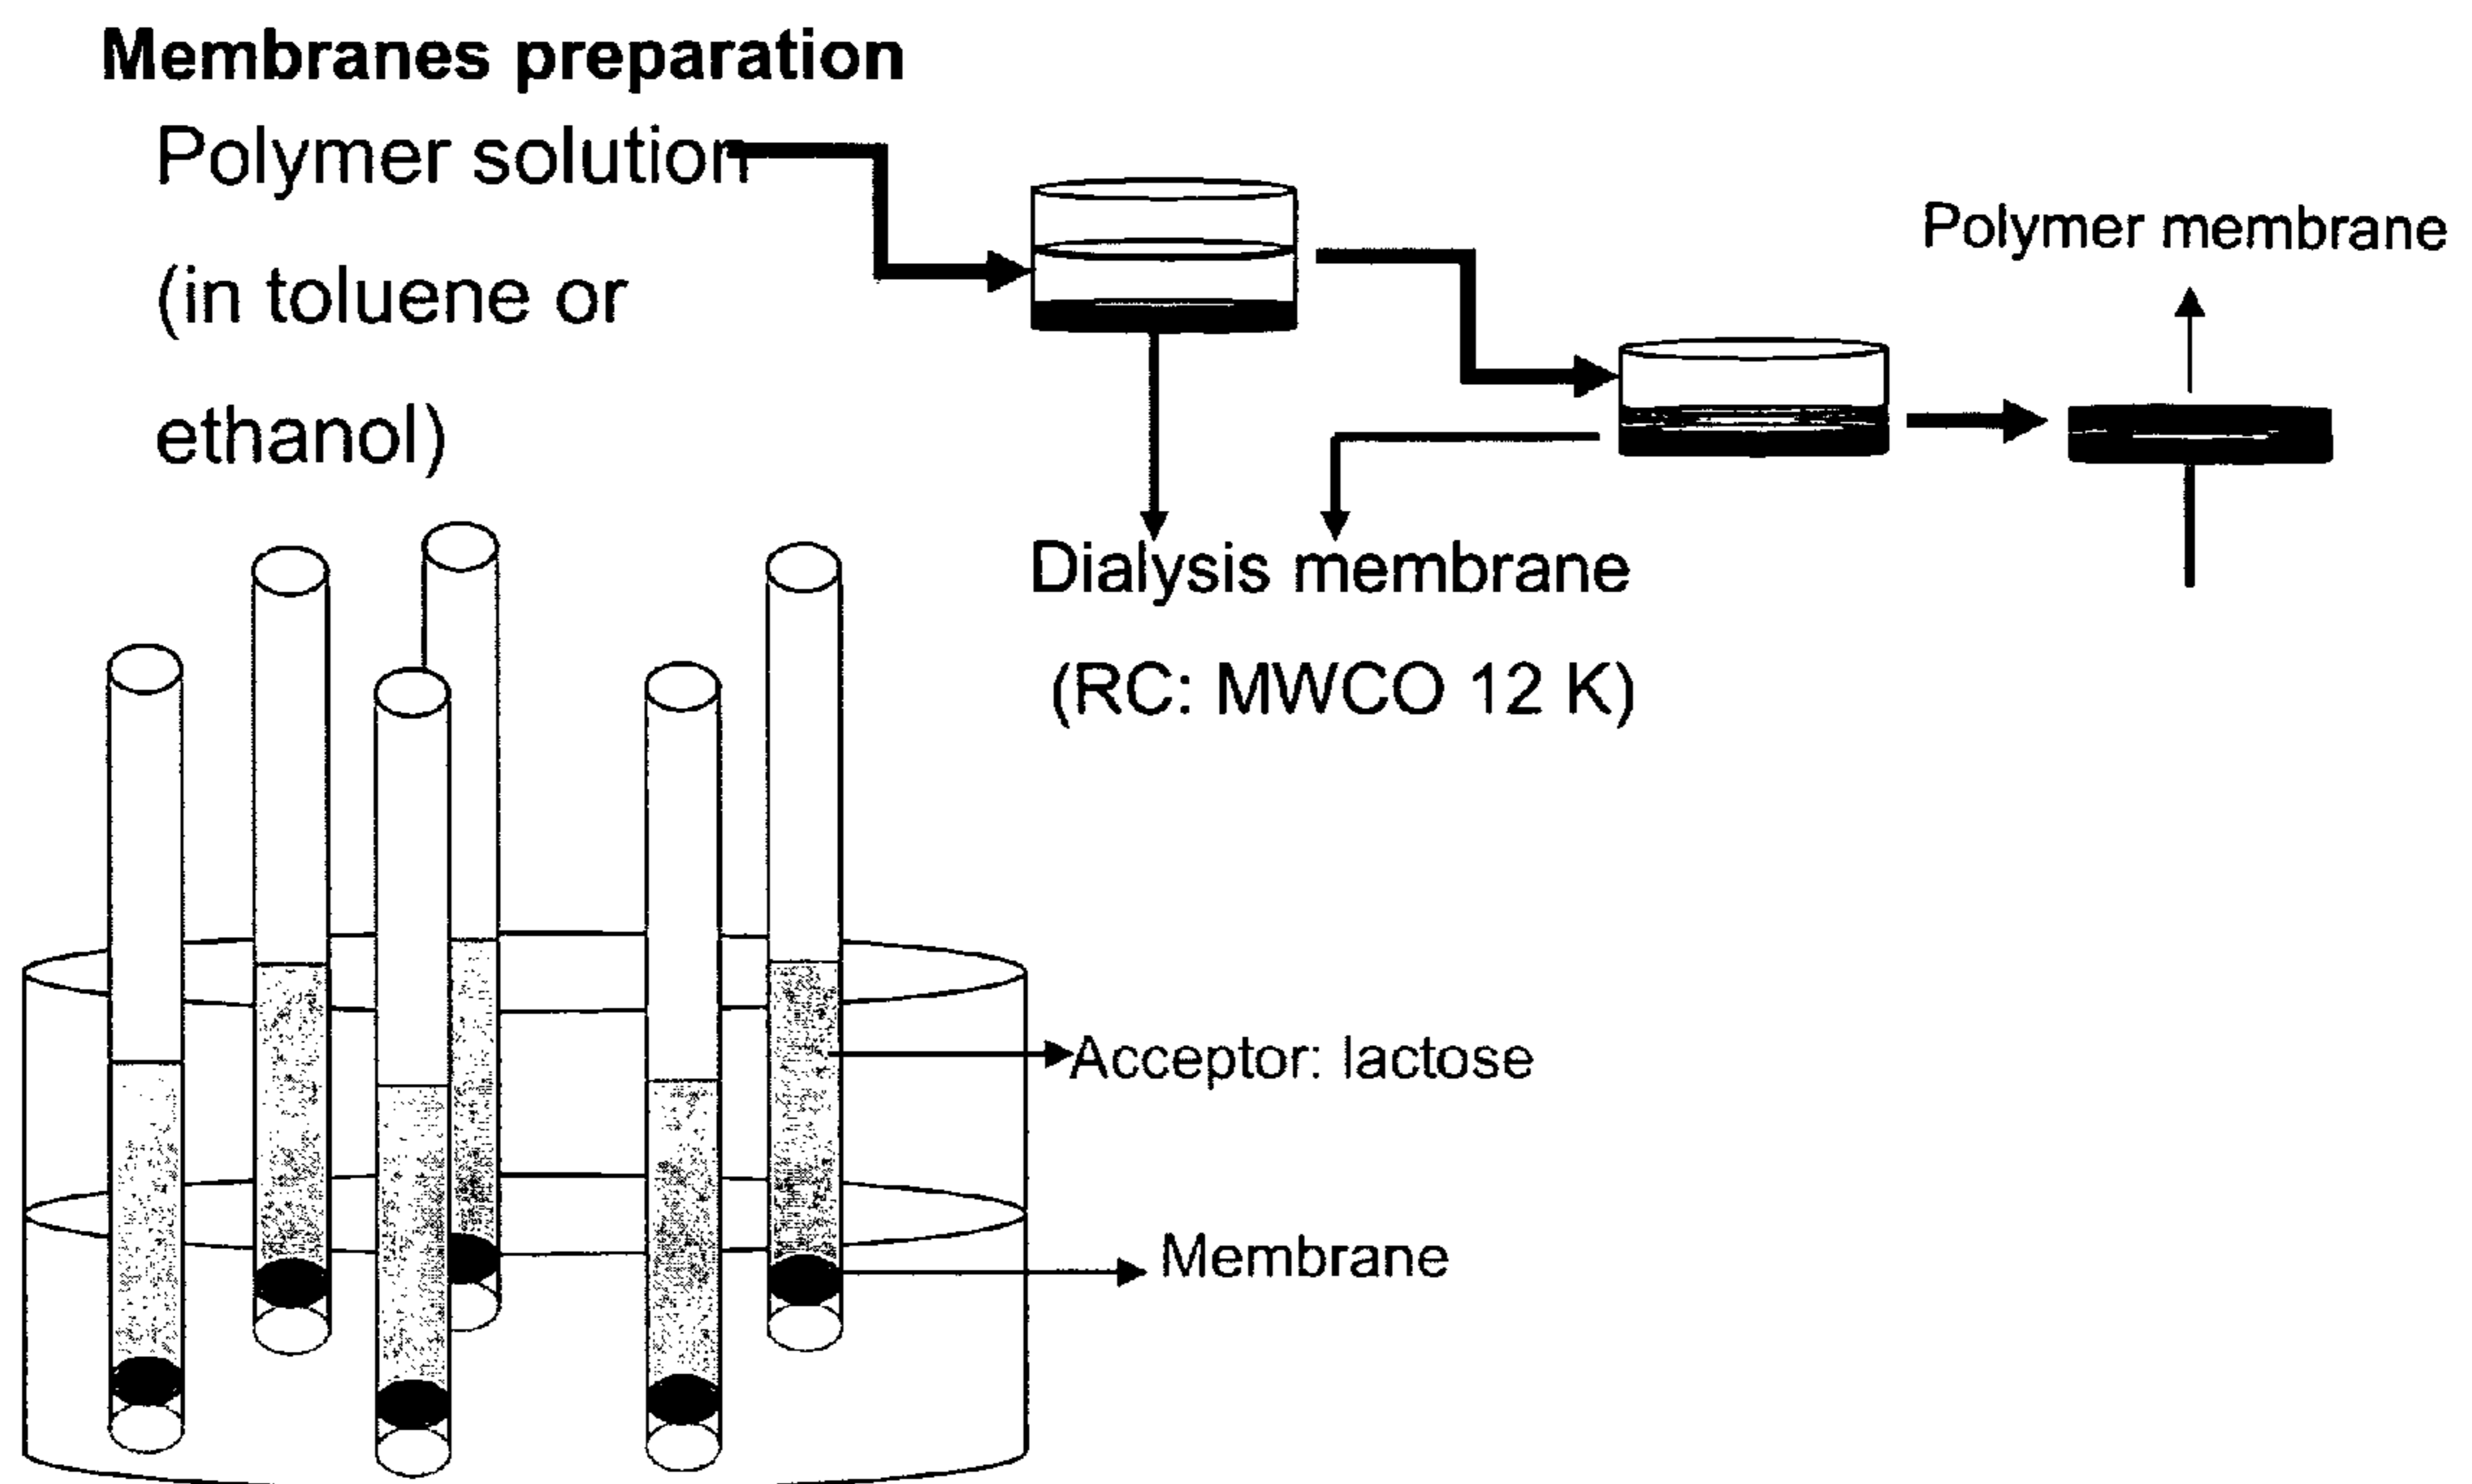 Membranes preparation
Polymer solution
(in toluene or
ethanol)
Polymer membrane
Dialysis membrane
(RC: MWCO 12 K)
Acceptor: lactose
Membrane